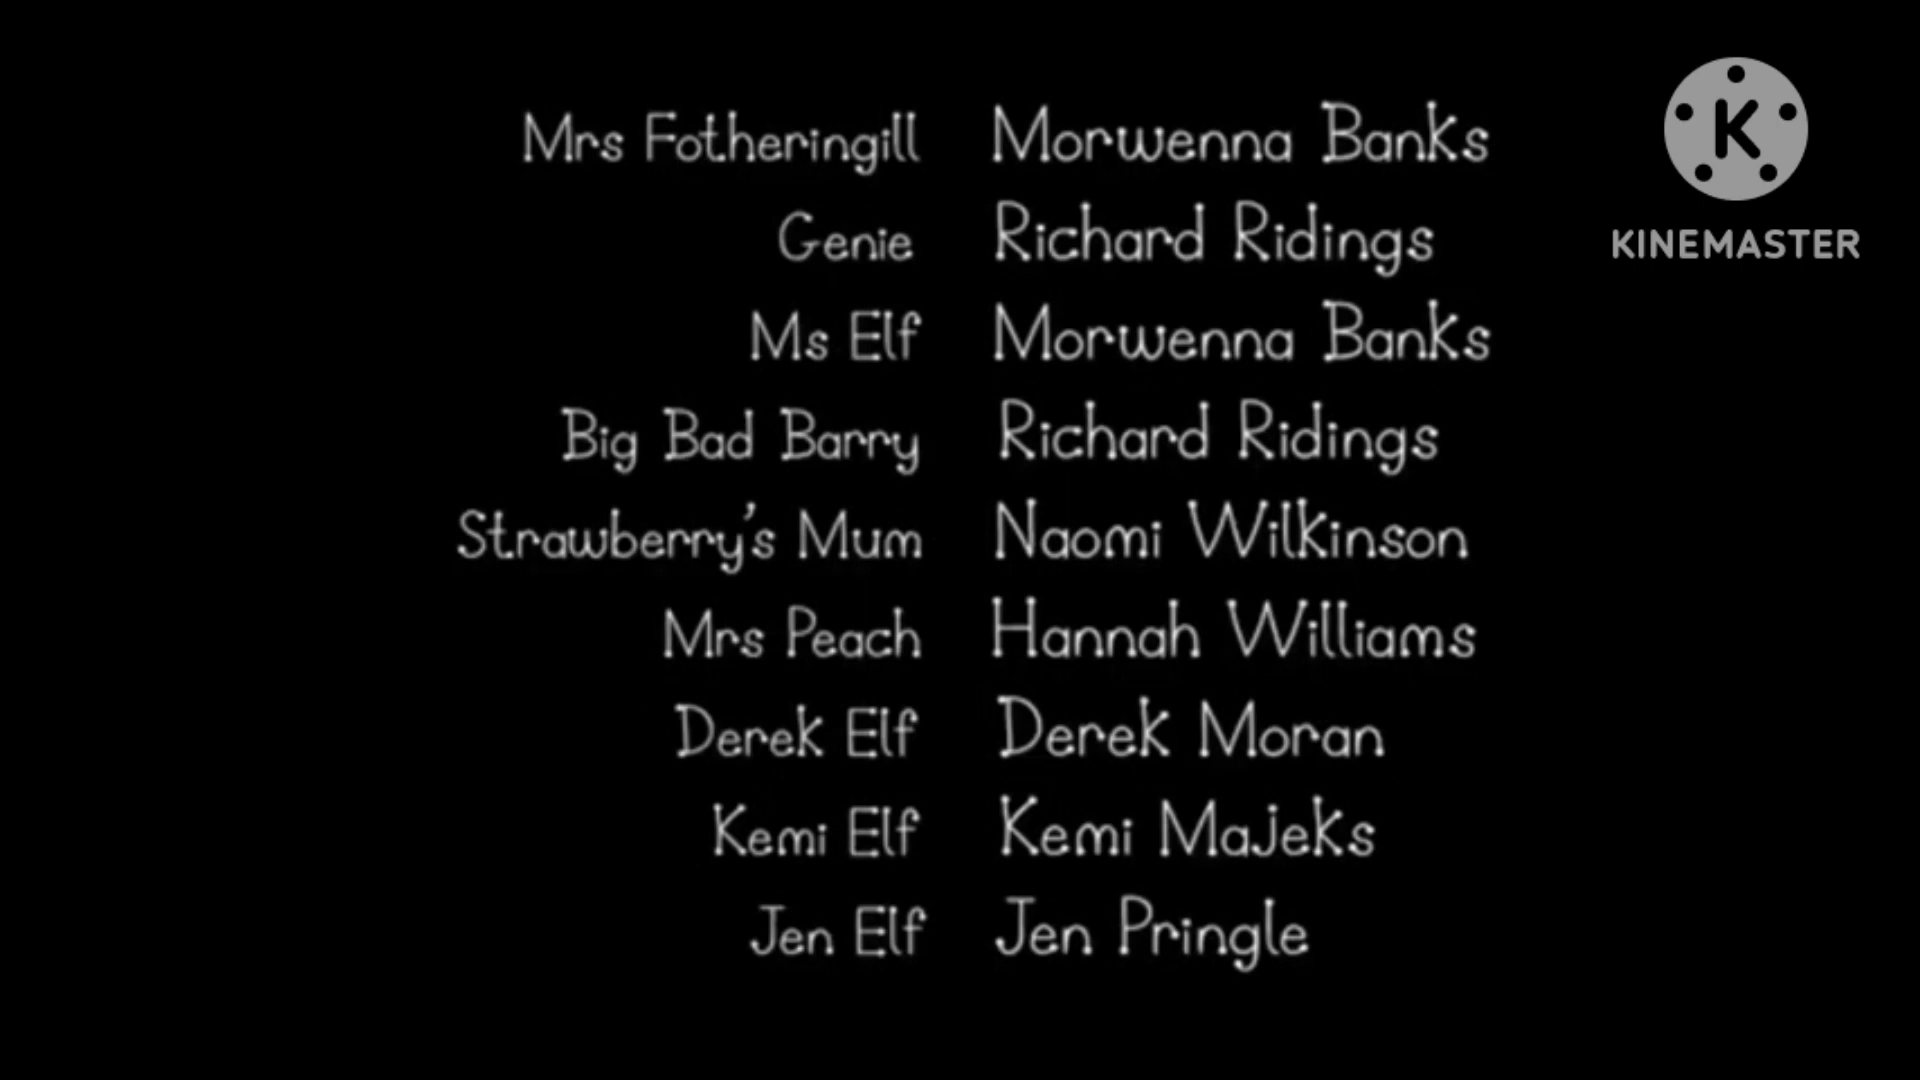 Mrs Fotheringill Morwenna Banks
Genie Richard Ridings
Ms Elf Morwenna Banks
Big Bad Barry Richard Ridings
Strawberry's Mum Naomi Wilkinson
Mrs Peach Hannah Williams
Derek Elf Derek Moran
Kemi Elf Kemi Majeks
Jen Elf Jen Pringle
K
KINEMASTER